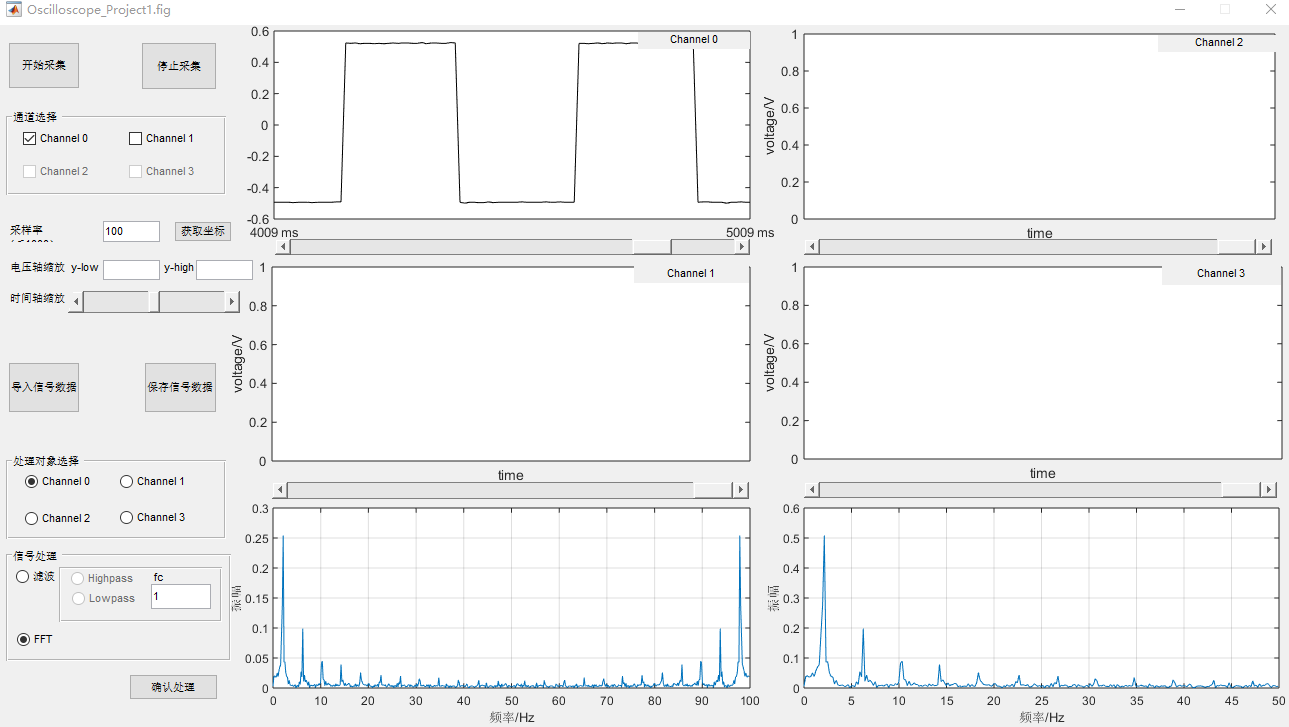 Oscilloscope_Project1.fig
开始采集
停止采集
通道选择
Channel 0
Channel 1
Channel 2
Channel 3
采样率
100
获取坐标
电压轴缩放
y-low
y-high
时间轴缩放
导入信号数据
保存信号数据
处理对象选择
Channel 0
Channel 1
Channel 2
Channel 3
信号处理
滤波
Highpass
fc
Lowpass
1
FFT
确认处理
Channel 0
0.6
0.4
0.2
0
-0.2
-0.4
-0.6
4009 ms
5009 ms
Channel 2
voltage/V
1
0.8
0.6
0.4
0.2
0
time
Channel 1
voltage/V
1
0.8
0.6
0.4
0.2
0
time
Channel 3
voltage/V
1
0.8
0.6
0.4
0.2
0
time
振幅
0.3
0.25
0.2
0.15
0.1
0.05
0
0 10 20 30 40 50 60 70 80 90 100
频率/Hz
振幅
0.6
0.5
0.4
0.3
0.2
0.1
0
0 5 10 15 20 25 30 35 40 45 50
频率/Hz